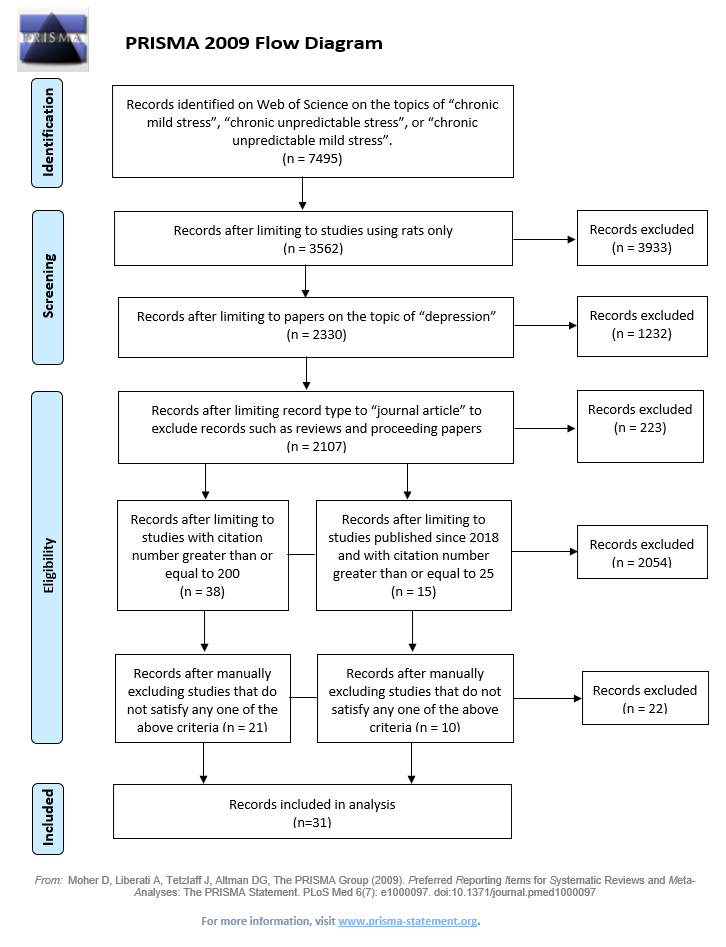 PRISMA
PRISMA 2009 Flow Diagram
Identification
Records identified on Web of Science on the topics of “chronic
mild stress”, “chronic unpredictable stress”, or “chronic
unpredictable mild stress”.
(n = 7495)
Screening
Records after limiting to studies using rats only
(n = 3562)
Records excluded
(n = 3933)
Records after limiting to papers on the topic of “depression”
(n = 2330)
Records excluded
(n = 1232)
Eligibility
Records after limiting record type to “journal article” to
exclude records such as reviews and proceeding papers
(n = 2107)
Records excluded
(n = 223)
Records after limiting to
studies with citation
number greater than or
equal to 200
(n = 38)
Records after limiting to
studies published since 2018
and with citation number
greater than or equal to 25
(n = 15)
Records excluded
(n = 2054)
Records after manually
excluding studies that do
not satisfy any one of the
above criteria (n = 21)
Records after manually
excluding studies that do not
satisfy any one of the above
criteria (n = 10)
Records excluded
(n = 22)
Included
Records included in analysis
(n=31)
From: Moher D, Liberati A, Tetzlaff J, Altman DG, The PRISMA Group (2009). Preferred Reporting Items for Systematic Reviews and Meta-
Analyses: The PRISMA Statement. PLoS Med 6(7): e1000097. doi:10.1371/journal.pmed1000097
For more information, visit www.prisma-statement.org.